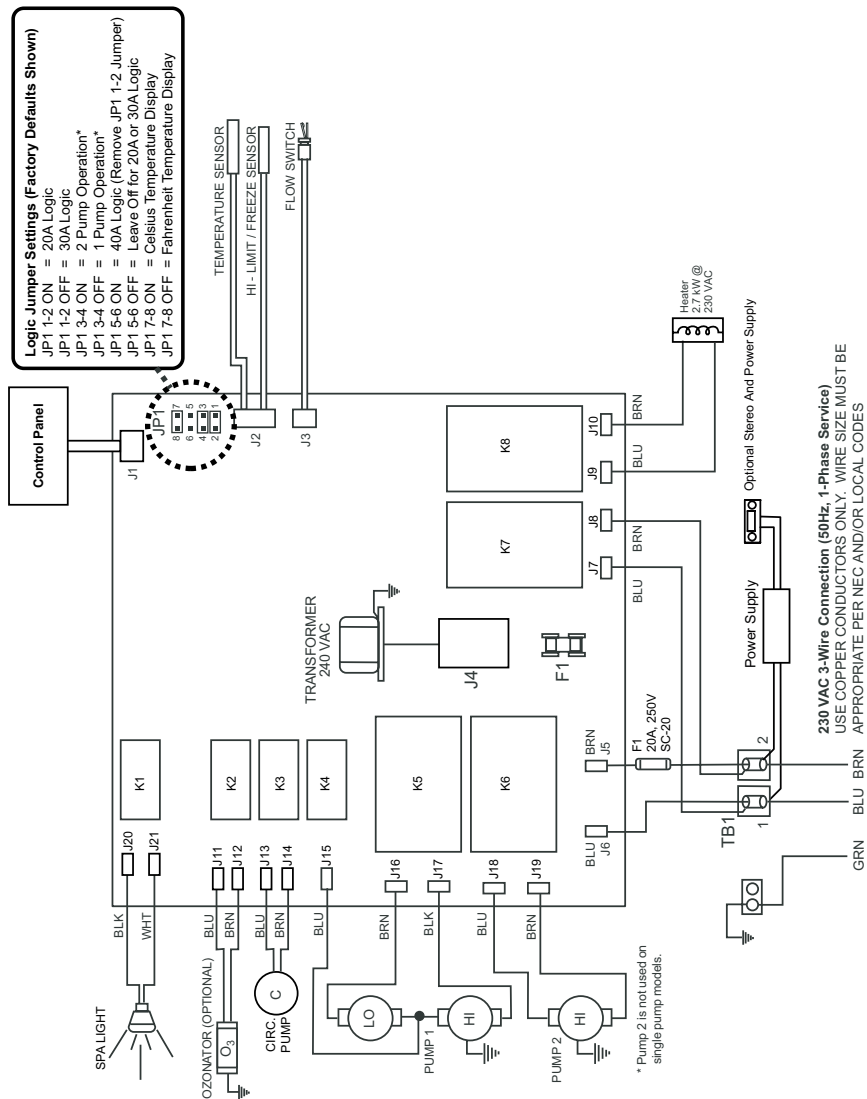 Control Panel
Logic Jumper Settings (Factory Defaults Shown)
JP1 1-2 ON = 20A Logic
JP1 1-2 OFF = 30A Logic
JP1 3-4 ON = 2 Pump Operation*
JP1 3-4 OFF = 1 Pump Operation*
JP1 5-6 ON = 40A Logic (Remove JP1 1-2 Jumper)
JP1 5-6 OFF = Leave Off for 20A or 30A Logic
JP1 7-8 ON = Celsius Temperature Display
JP1 7-8 OFF = Fahrenheit Temperature Display
J1
JP1
8 7
6 5
4 3
2 1
J2
J3
TEMPERATURE SENSOR
HI - LIMIT / FREEZE SENSOR
FLOW SWITCH
SPA LIGHT
BLK
WHT
J20
J21
K1
OZONATOR (OPTIONAL)
O3
BLU
BRN
J11
J12
K2
CIRC.
PUMP
C
BLU
BRN
J13
J14
K3
BLU
J15
K4
TRANSFORMER
240 VAC
J4
F1
LO
BRN
J16
K5
PUMP 1
HI
BLK
J17
PUMP 2
HI
BLU
J18
BRN
J19
K6
* Pump 2 is not used on
single pump models.
K7
K8
J7
BLU
J8
BRN
J9
BLU
J10
BRN
Heater
2.7 kW @
230 VAC
BLU
J6
BRN
J5
F1
20A, 250V
SC-20
TB1
1
2
Power Supply
Optional Stereo And Power Supply
GRN
BLU
BRN
230 VAC 3-Wire Connection (50Hz, 1-Phase Service)
USE COPPER CONDUCTORS ONLY. WIRE SIZE MUST BE
APPROPRIATE PER NEC AND/OR LOCAL CODES